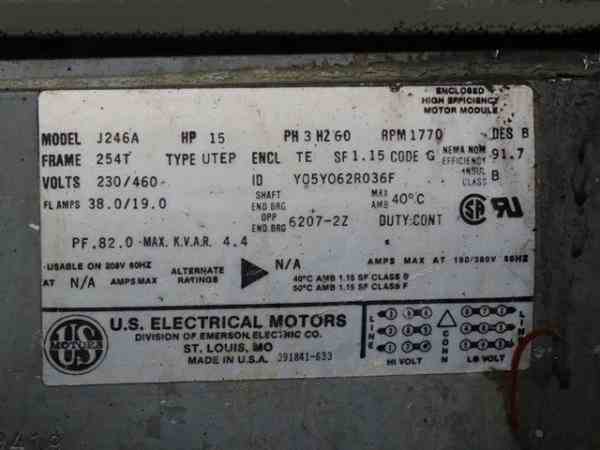 ENCLOSED
HIGH EFFICIENCY
MOTOR MODULE
MODEL J246A HP 15 PH 3 HZ 60 RPM 1770 DES B
FRAME 254T TYPE UTEP ENCL TE SF 1.15 CODE G NEMA NOM EFFICIENCY 91.7
VOLTS 230/460 ID Y05Y062R036F INSUL CLASS B
FL AMPS 38.0/19.0 SHAFT END BRG MAX AMB 40°C
OPP END BRG 6207-2Z DUTY:CONT
PF.82.0 MAX. K.V.A.R. 4.4
USABLE ON 208V 60HZ ALTERNATE RATINGS N/A AMPS MAX AT 190/380V 50HZ
AT N/A AMPS MAX 40°C AMB 1.15 SF CLASS B
50°C AMB 1.15 SF CLASS F
US MOTORS
U.S. ELECTRICAL MOTORS
DIVISION OF EMERSON ELECTRIC CO.
ST. LOUIS, MO
MADE IN U.S.A. 391841-633
LINE CONN LINE
HI VOLT LO VOLT